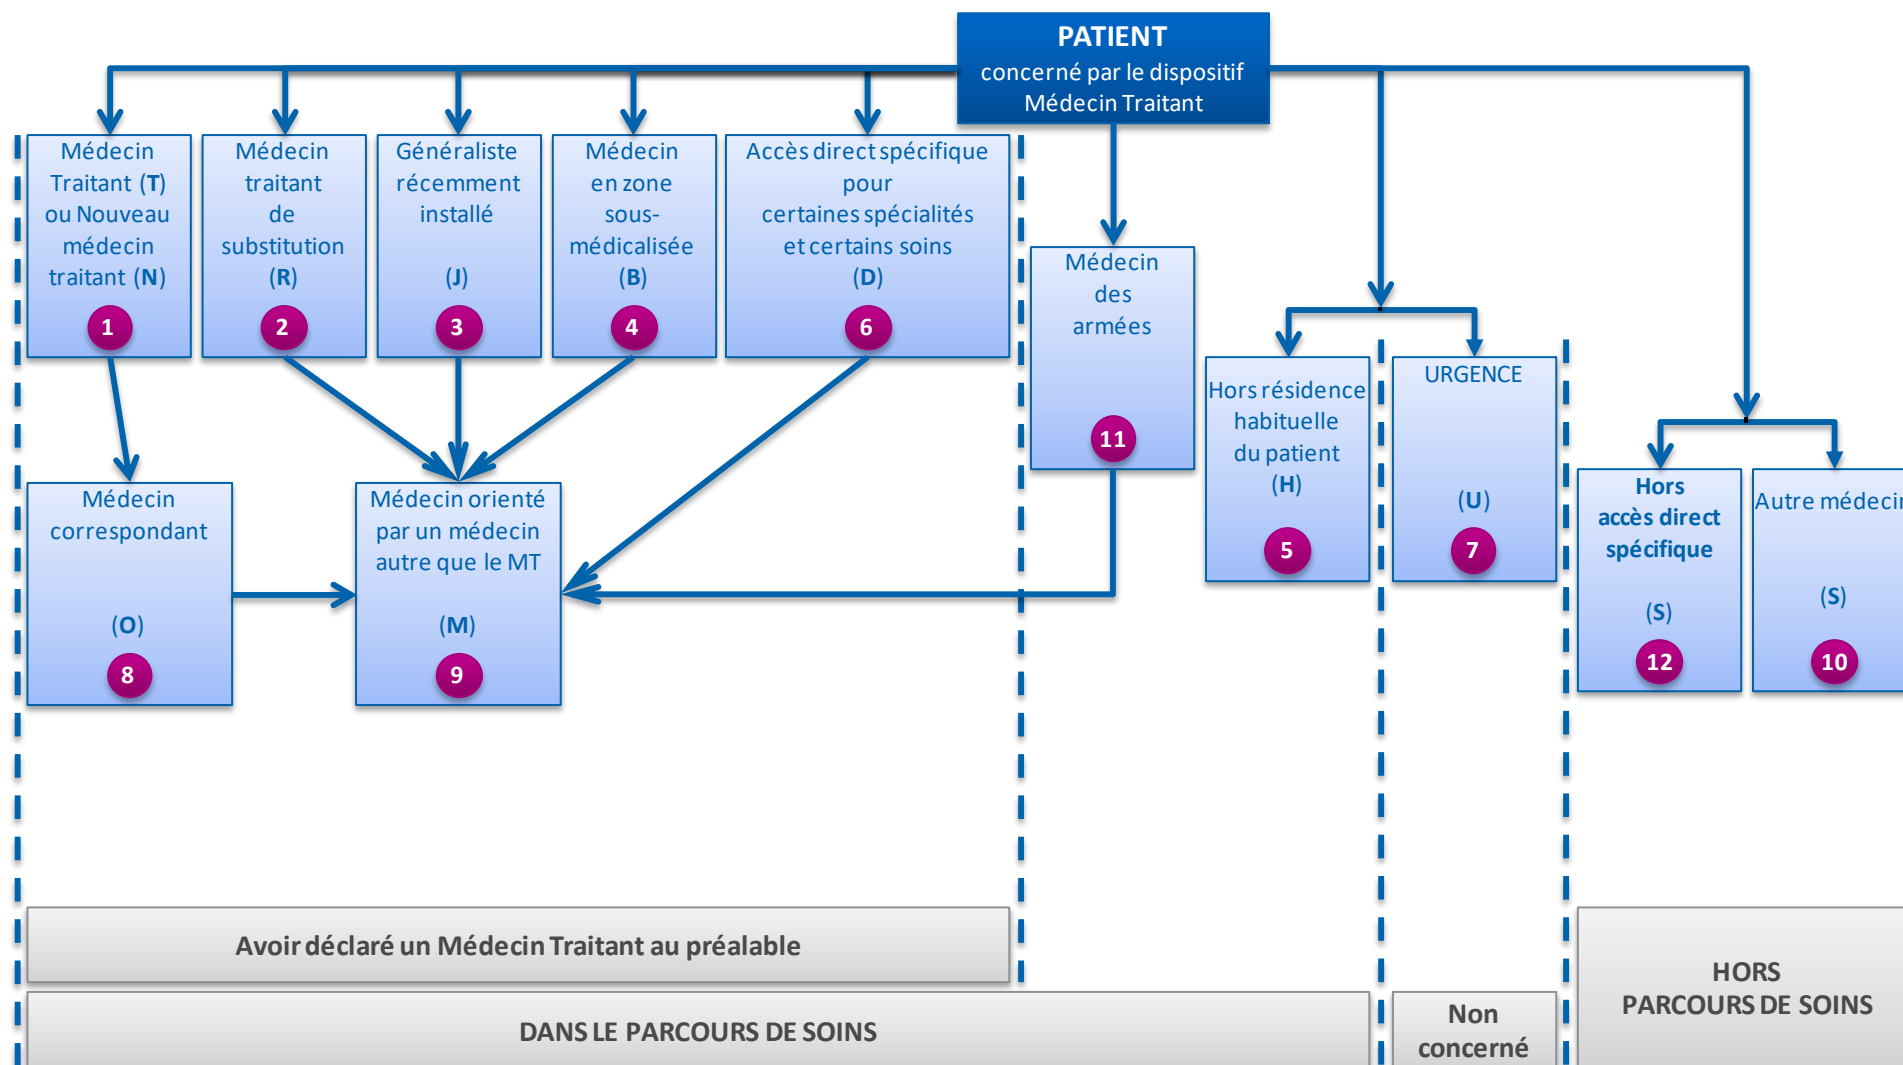 PATIENT
concerné par le dispositif
Médecin Traitant
Médecin
Traitant (T)
ou Nouveau
médecin
traitant (N)
1
Médecin
traitant
de
substitution
(R)
2
Généraliste
récemment
installé
(J)
3
Médecin
en zone
sous-
médicalisée
(B)
4
Accès direct spécifique
pour
certaines spécialités
et certains soins
(D)
6
Médecin
des
armées
11
Hors résidence
habituelle
du patient
(H)
5
URGENCE
(U)
7
Hors
accès direct
spécifique
(S)
12
Autre médecin
(S)
10
Médecin
correspondant
(O)
8
Médecin orienté
par un médecin
autre que le MT
(M)
9
Avoir déclaré un Médecin Traitant au préalable
DANS LE PARCOURS DE SOINS
Non
concerné
HORS
PARCOURS DE SOINS